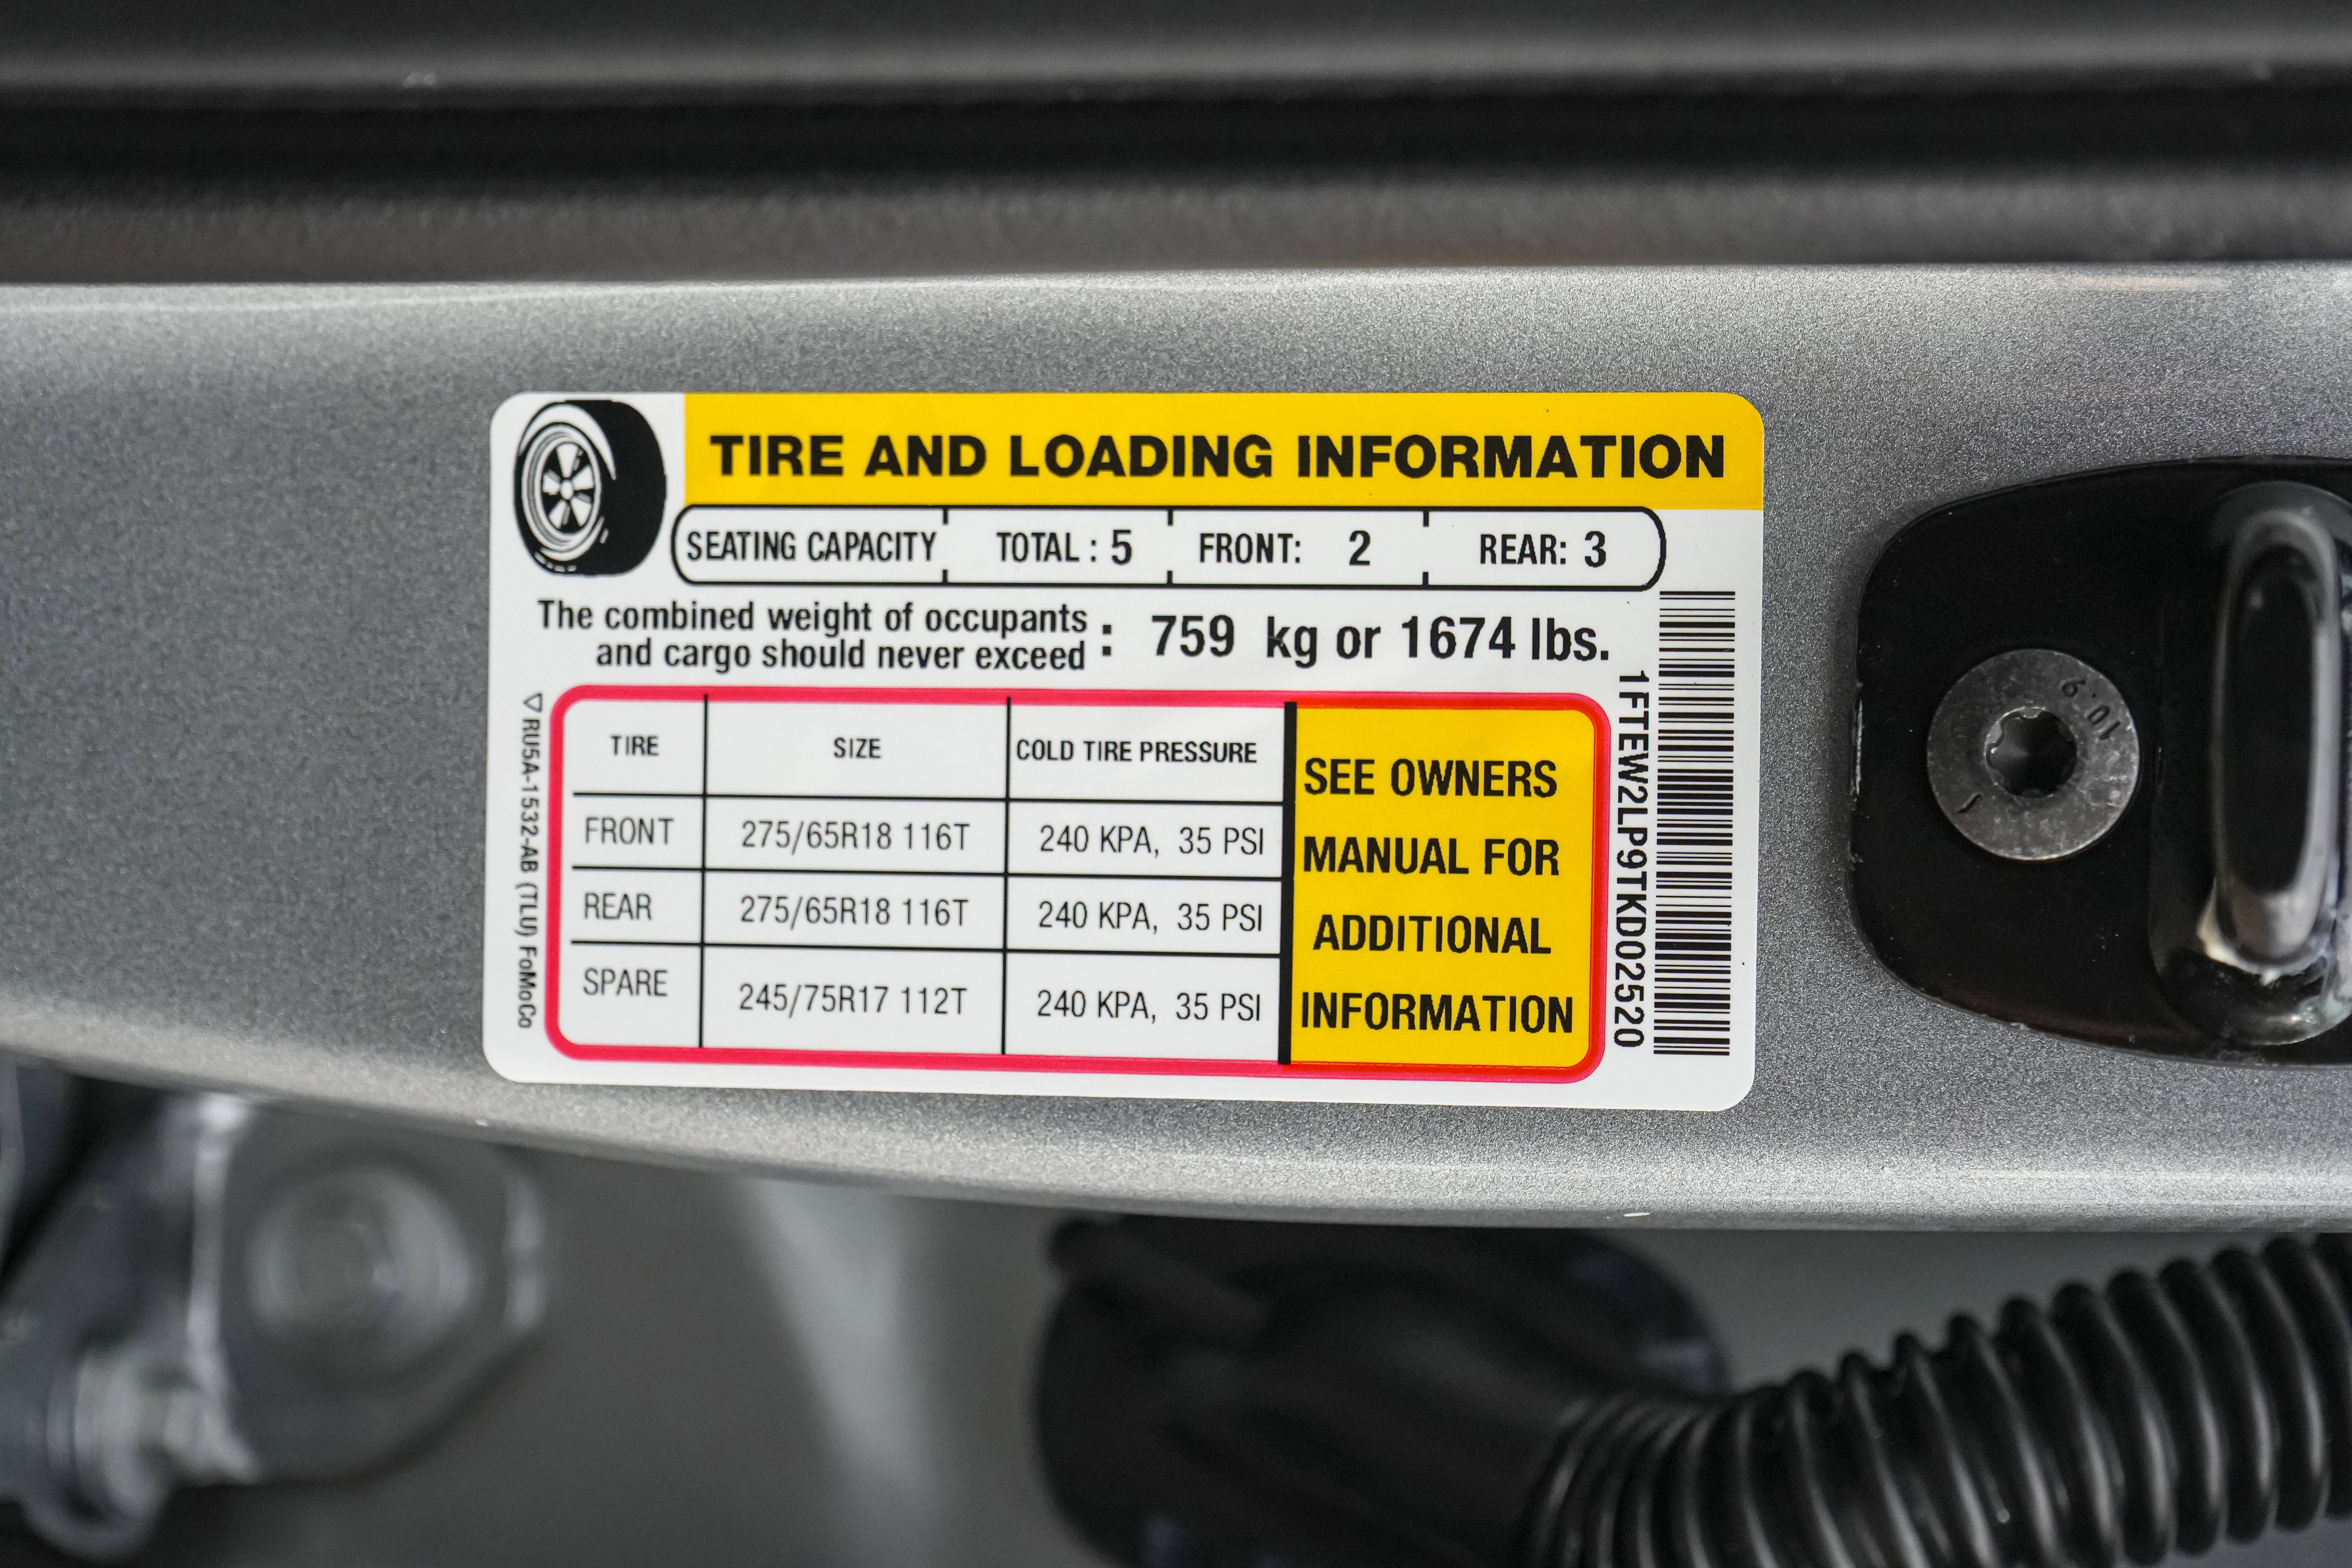 TIRE AND LOADING INFORMATION
SEATING CAPACITY TOTAL : 5 FRONT: 2 REAR: 3
The combined weight of occupants
and cargo should never exceed : 759 kg or 1674 lbs.
TIRE SIZE COLD TIRE PRESSURE
FRONT 275/65R18 116T 240 KPA, 35 PSI
REAR 275/65R18 116T 240 KPA, 35 PSI
SPARE 245/75R17 112T 240 KPA, 35 PSI
SEE OWNERS
MANUAL FOR
ADDITIONAL
INFORMATION
1FTEW2LP9TKD02520
RU5A-1532-AB (TLU) FoMoCo
10.9